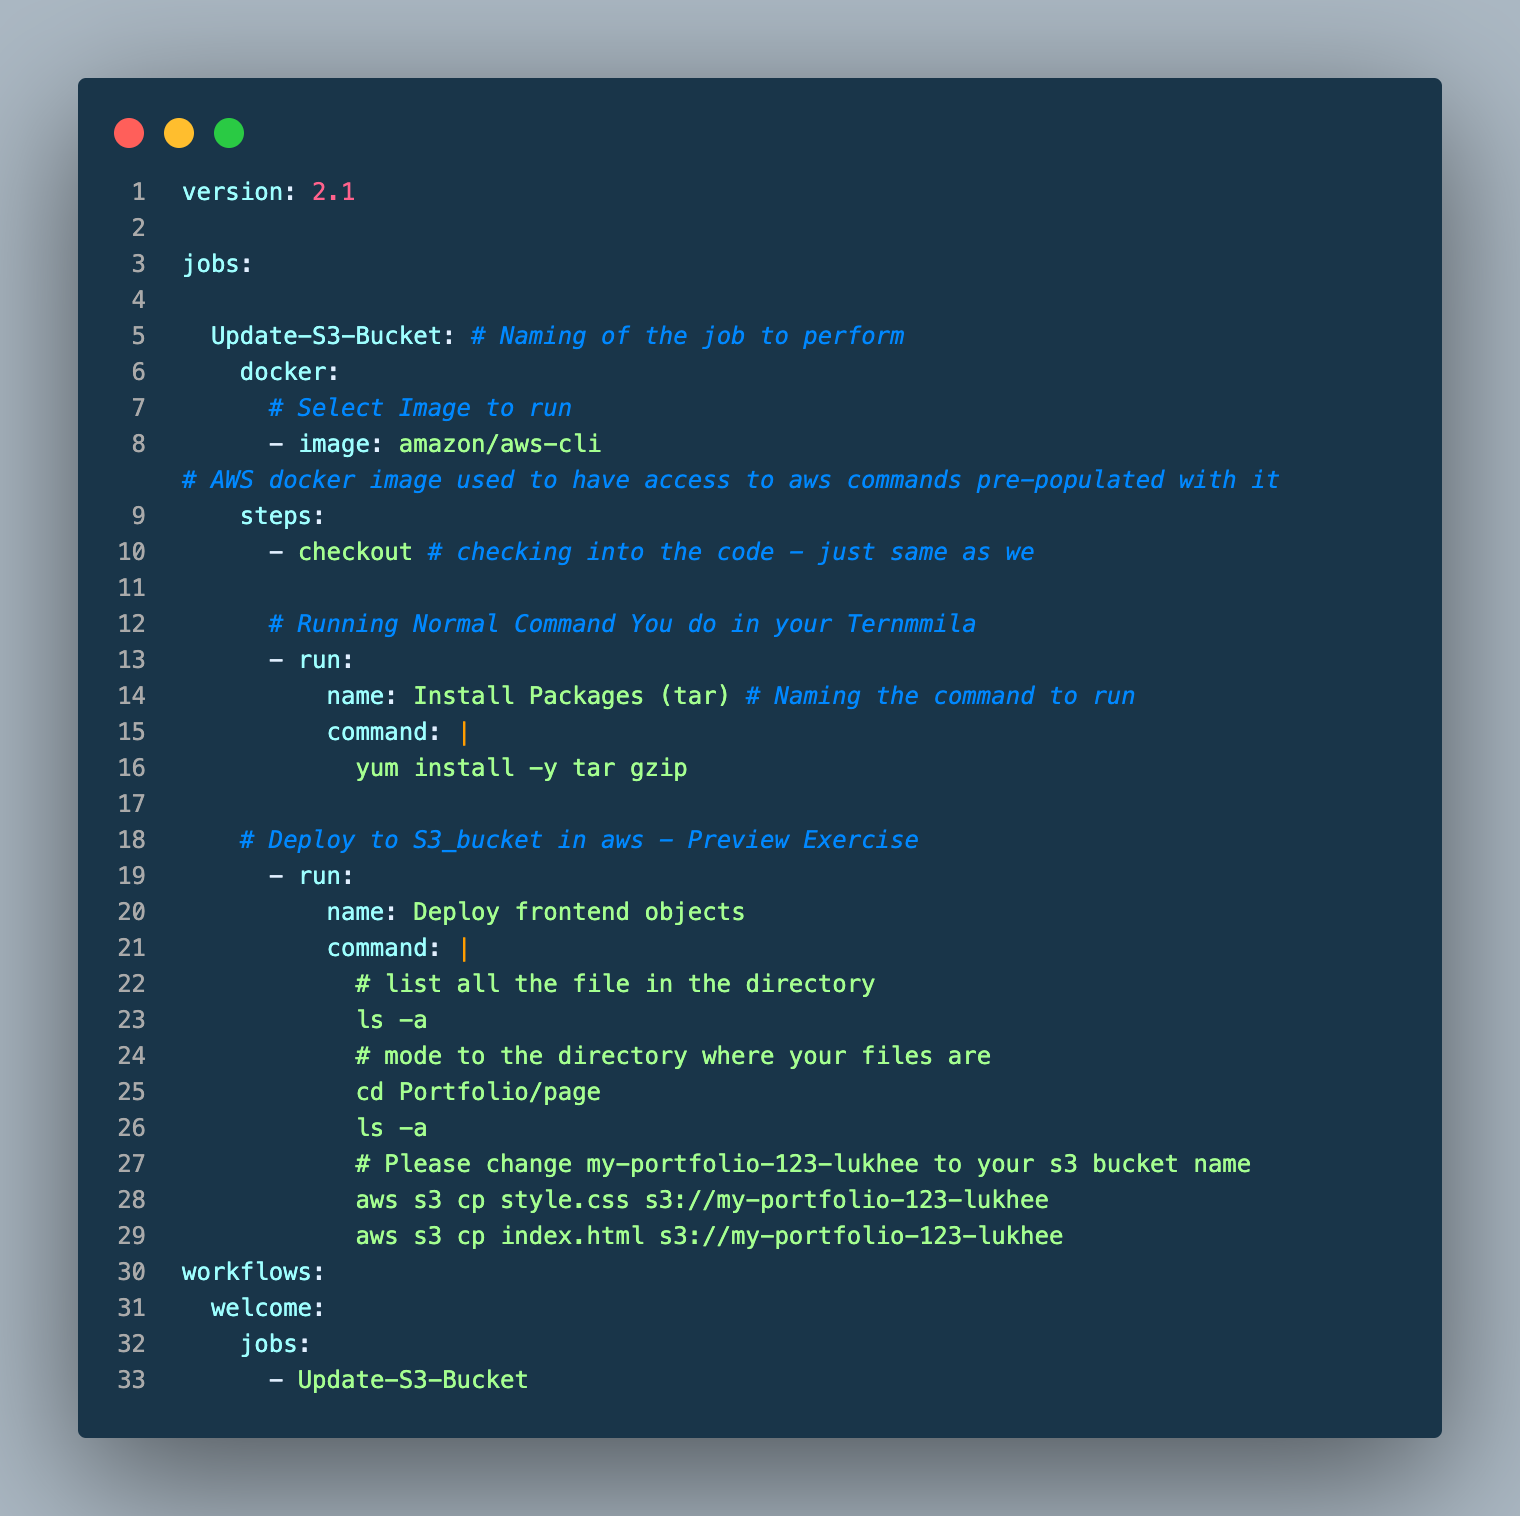 1 version: 2.1
2
3 jobs:
4
5 Update-S3-Bucket: # Naming of the job to perform
6 docker:
7 # Select Image to run
8 - image: amazon/aws-cli
# AWS docker image used to have access to aws commands pre-populated with it
9 steps:
10 - checkout # checking into the code - just same as we
11
12 # Running Normal Command You do in your Ternmmila
13 - run:
14 name: Install Packages (tar) # Naming the command to run
15 command: |
16 yum install -y tar gzip
17
18 # Deploy to S3_bucket in aws - Preview Exercise
19 - run:
20 name: Deploy frontend objects
21 command: |
22 # list all the file in the directory
23 ls -a
24 # mode to the directory where your files are
25 cd Portfolio/page
26 ls -a
27 # Please change my-portfolio-123-lukhee to your s3 bucket name
28 aws s3 cp style.css s3://my-portfolio-123-lukhee
29 aws s3 cp index.html s3://my-portfolio-123-lukhee
30 workflows:
31 welcome:
32 jobs:
33 - Update-S3-Bucket